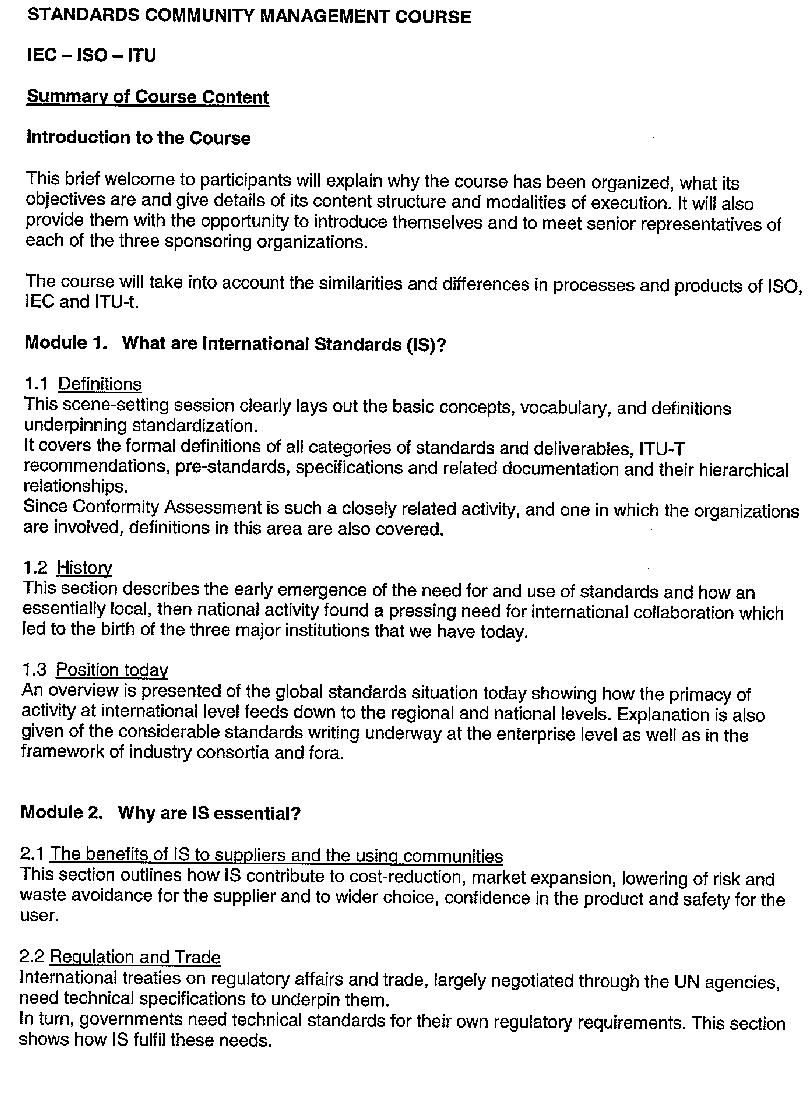 STANDARDS COMMUNITY MANAGEMENT COURSE
IEC – ISO – ITU
Summary of Course Content
Introduction to the Course
This brief welcome to participants will explain why the course has been organized, what its
objectives are and give details of its content structure and modalities of execution. It will also
provide them with the opportunity to introduce themselves and to meet senior representatives of
each of the three sponsoring organizations.
The course will take into account the similarities and differences in processes and products of ISO,
IEC and ITU-t.
Module 1. What are International Standards (IS)?
1.1 Definitions
This scene-setting session clearly lays out the basic concepts, vocabulary, and definitions
underpinning standardization.
It covers the formal definitions of all categories of standards and deliverables, ITU-T
recommendations, pre-standards, specifications and related documentation and their hierarchical
relationships.
Since Conformity Assessment is such a closely related activity, and one in which the organizations
are involved, definitions in this area are also covered.
1.2 History
This section describes the early emergence of the need for and use of standards and how an
essentially local, then national activity found a pressing need for international collaboration which
led to the birth of the three major institutions that we have today.
1.3 Position today
An overview is presented of the global standards situation today showing how the primacy of
activity at international level feeds down to the regional and national levels. Explanation is also
given of the considerable standards writing underway at the enterprise level as well as in the
framework of industry consortia and fora.
Module 2. Why are IS essential?
2.1 The benefits of IS to suppliers and the using communities
This section outlines how IS contribute to cost-reduction, market expansion, lowering of risk and
waste avoidance for the supplier and to wider choice, confidence in the product and safety for the
user.
2.2 Regulation and Trade
International treaties on regulatory affairs and trade, largely negotiated through the UN agencies,
need technical specifications to underpin them.
In turn, governments need technical standards for their own regulatory requirements. This section
shows how IS fulfil these needs.